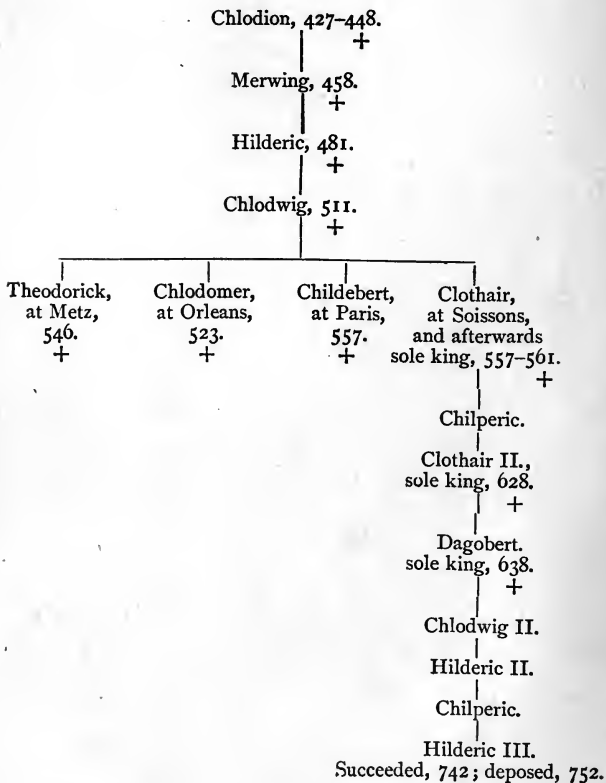 Chlodion, 427–448.
+
Merwing, 458.
+
Hilderic, 481.
+
Chlodwig, 511.
+
Theodorick,
at Metz,
546.
+
Chlodomer,
at Orleans,
523.
+
Childebert,
at Paris,
557.
+
Clothair,
at Soissons,
and afterwards
sole king, 557–561.
+
Chilperic.
Clothair II.,
sole king, 628.
+
Dagobert.
sole king, 638.
+
Chlodwig II.
Hilderic II.
Chilperic.
Hilderic III.
Succeeded, 742; deposed, 752.